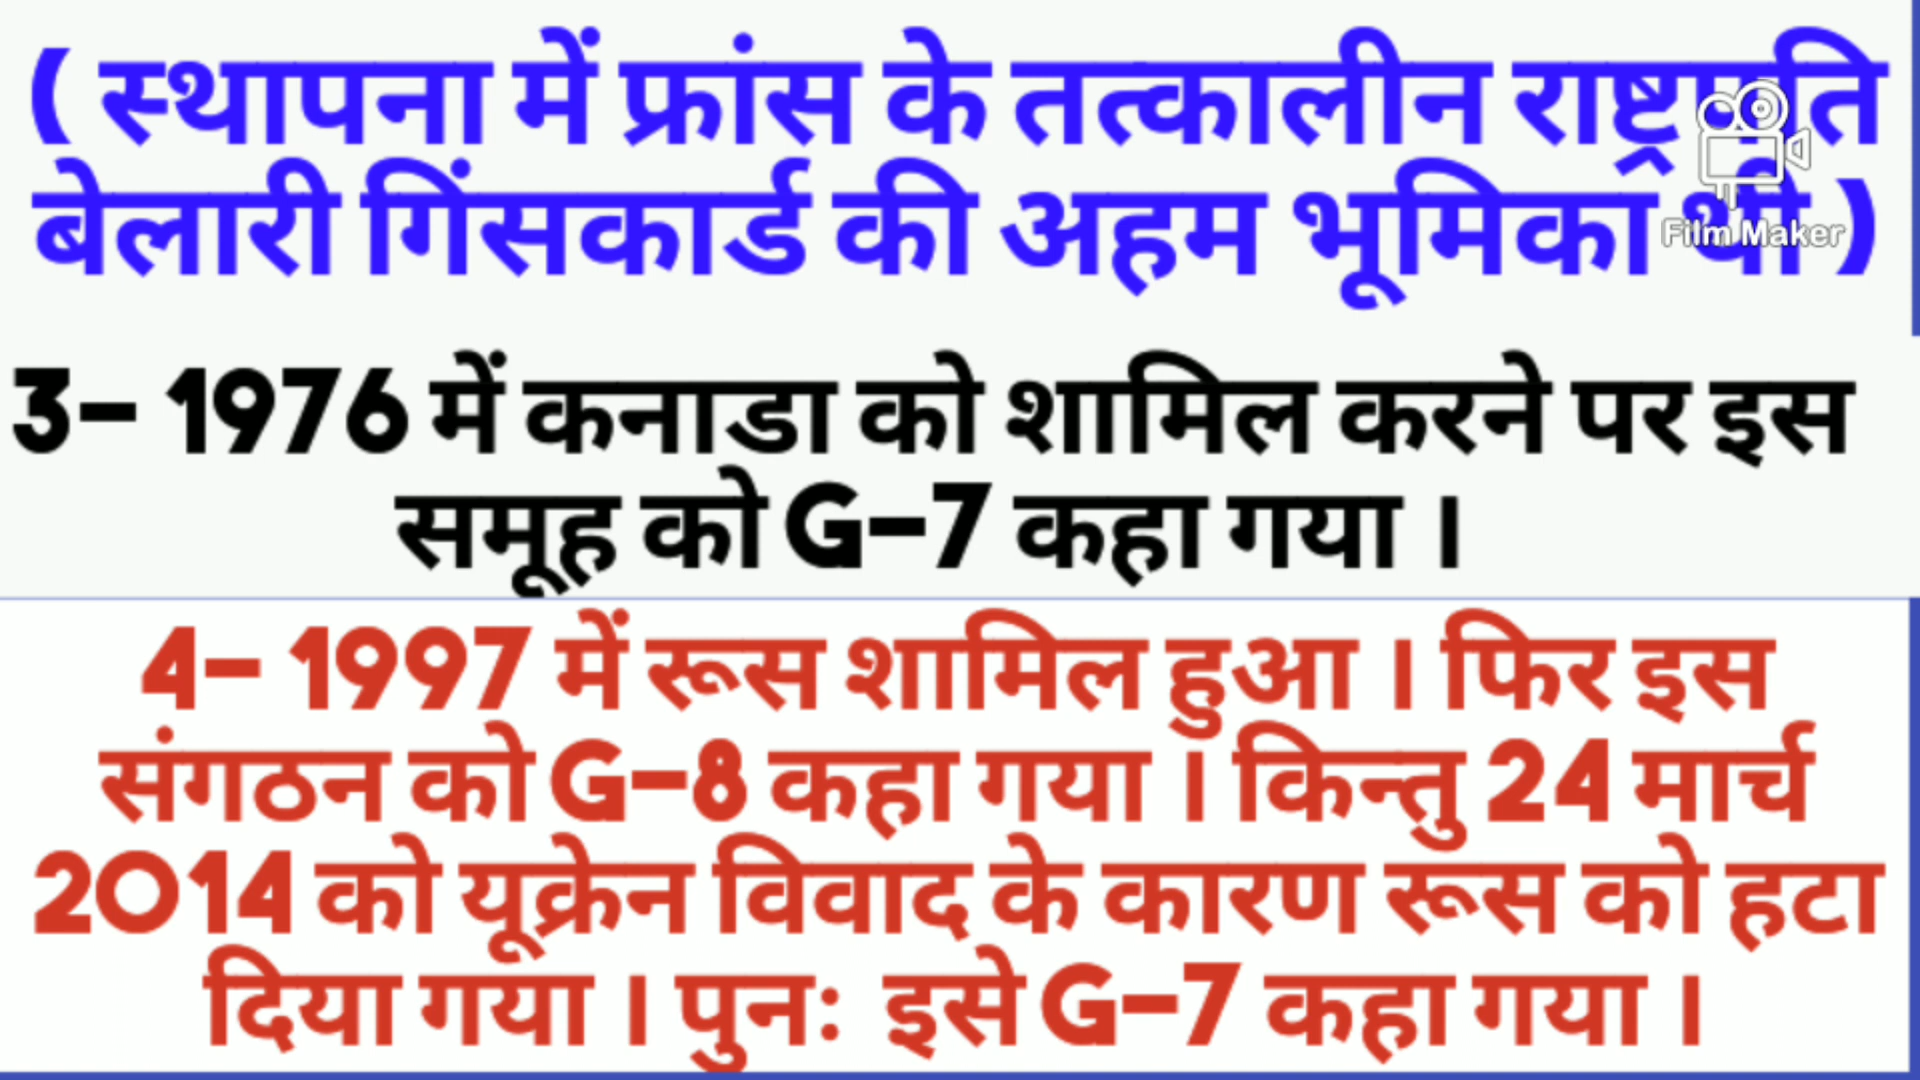 ( स्थापना में फ्रांस के तत्कालीन राष्ट्रपति
बेलारी गिंसकार्ड की अहम भूमिका थी )
Film Maker
3- 1976 में कनाडा को शामिल करने पर इस
समूह को G-7 कहा गया ।
4- 1997 में रूस शामिल हुआ । फिर इस
संगठन को G-8 कहा गया । किन्तु 24 मार्च
2014 को यूक्रेन विवाद के कारण रूस को हटा
दिया गया । पुनः इसे G-7 कहा गया ।